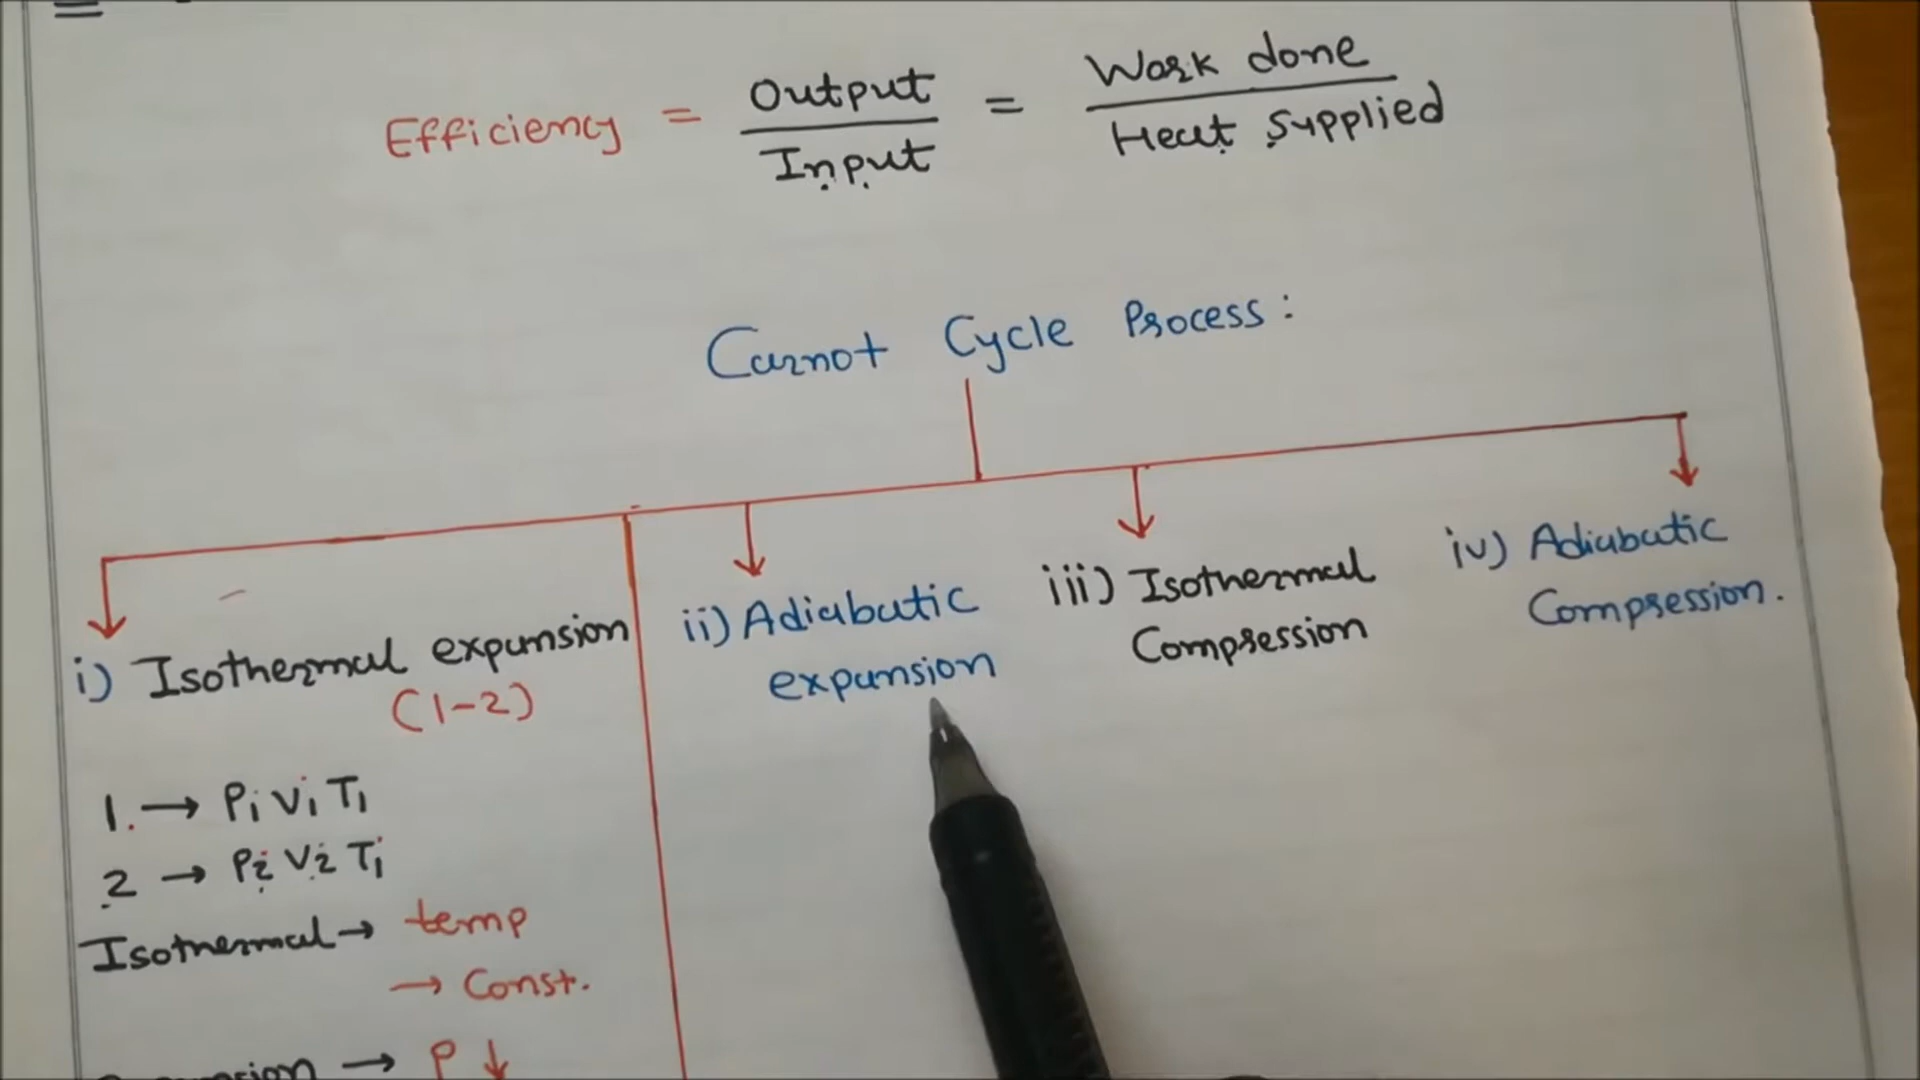 Efficiency = Output / Input = Work done / Heat Supplied
Carnot Cycle Process:
i) Isothermal expansion
(1-2)
1. → P1 V1 T1
2 → P2 V2 T1
Isothermal → temp
→ Const.
→ P ↓
ii) Adiabatic
expansion
iii) Isothermal
Compression
iv) Adiabatic
Compression.